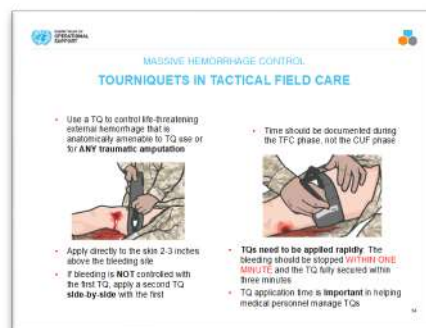 OPERATIONAL
SUPPORT
MASSIVE HEMORRHAGE CONTROL
TOURNIQUETS IN TACTICAL FIELD CARE
• Use a TQ to control life-threatening
external hemorrhage that is
anatomically amenable to TQ use or
for ANY traumatic amputation
• Apply directly to the skin 2-3 inches
above the bleeding site
• If bleeding is NOT controlled with
the first TQ, apply a second TQ
side-by-side with the first
• Time should be documented during
the TFC phase, not the CUF phase
• TQs need to be applied rapidly: The
bleeding should be stopped WITHIN ONE
MINUTE and the TQ fully secured within
three minutes
• TQ application time is important in helping
medical personnel manage TQs